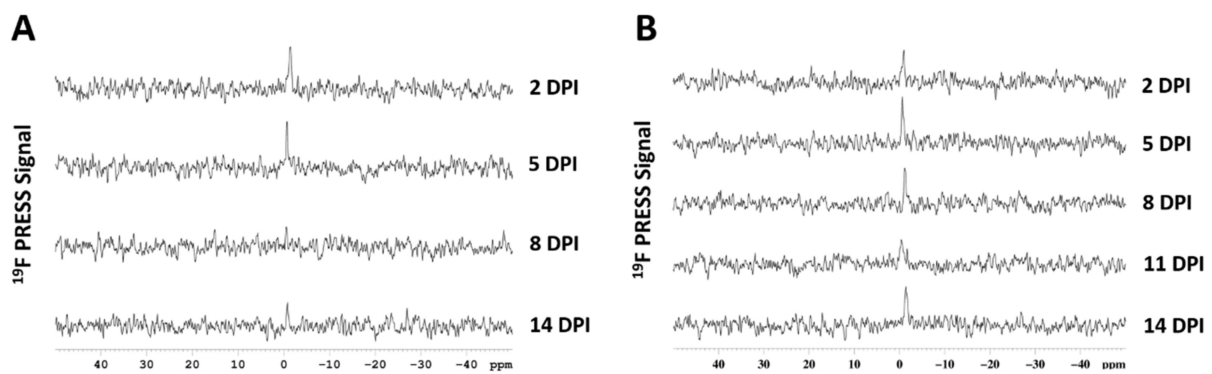 A
¹⁹F PRESS Signal
2 DPI
5 DPI
8 DPI
14 DPI
40 30 20 10 0 -10 -20 -30 -40 ppm
B
¹⁹F PRESS Signal
2 DPI
5 DPI
8 DPI
11 DPI
14 DPI
40 30 20 10 0 -10 -20 -30 -40 ppm